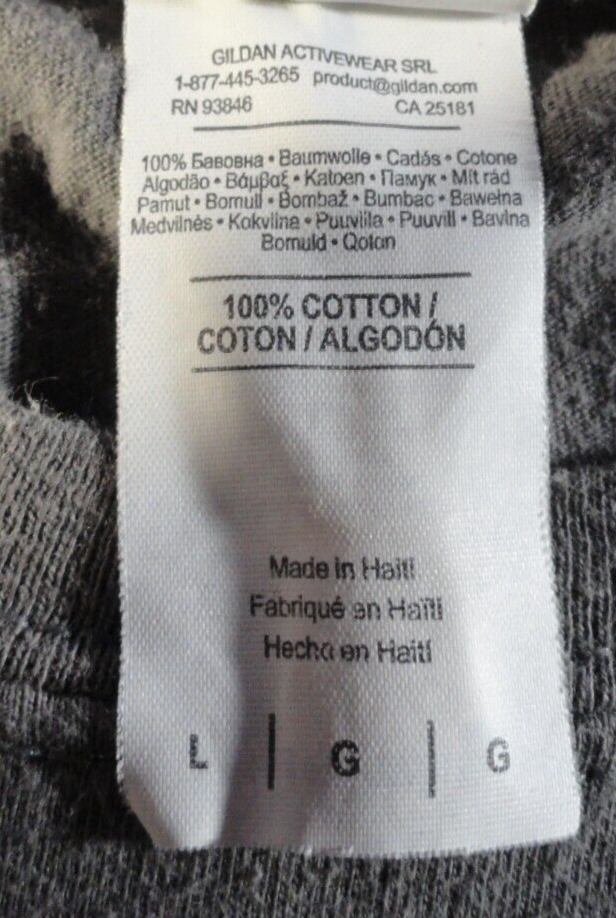 GILDAN ACTIVEWEAR SRL
1-877-445-3265 product@gildan.com
RN 93846 CA 25181
100% Бавовна • Baumwolle • Cadás • Cotone
Algodão • Βάμβαξ • Katoen • Памук • Mit rád
Pamut • Bomull • Bombaž • Bumbac • Bawełna
Medvilnės • Kokvilna • Puuvilla • Puuvill • Bavlna
Bomuld • Qoton
100% COTTON /
COTON / ALGODÓN
Made in Haiti
Fabriqué en Haïti
Hecho en Haití
L | G | G